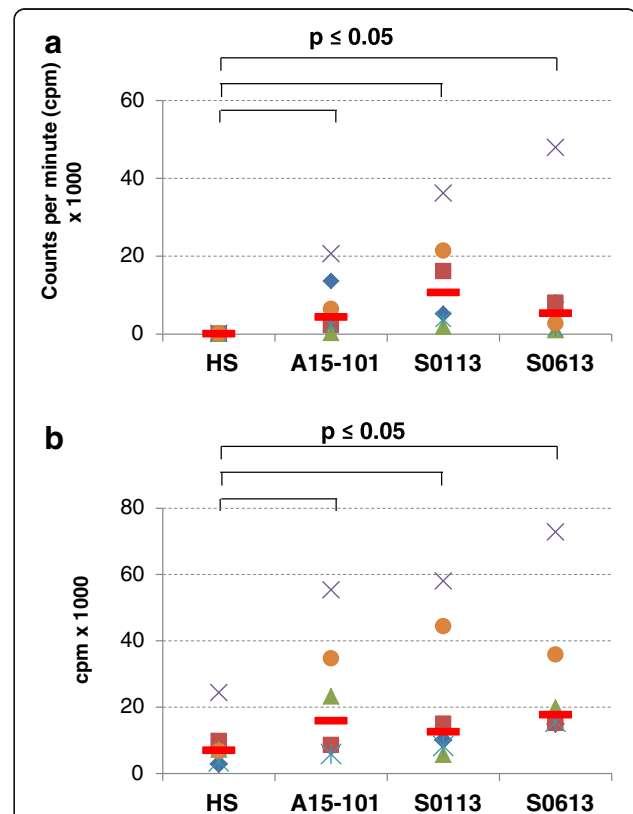 a
p ≤ 0.05
Counts per minute (cpm)
x 1000
60
40
20
0
HS A15-101 S0113 S0613
b
p ≤ 0.05
cpm x 1000
80
60
40
20
0
HS A15-101 S0113 S0613